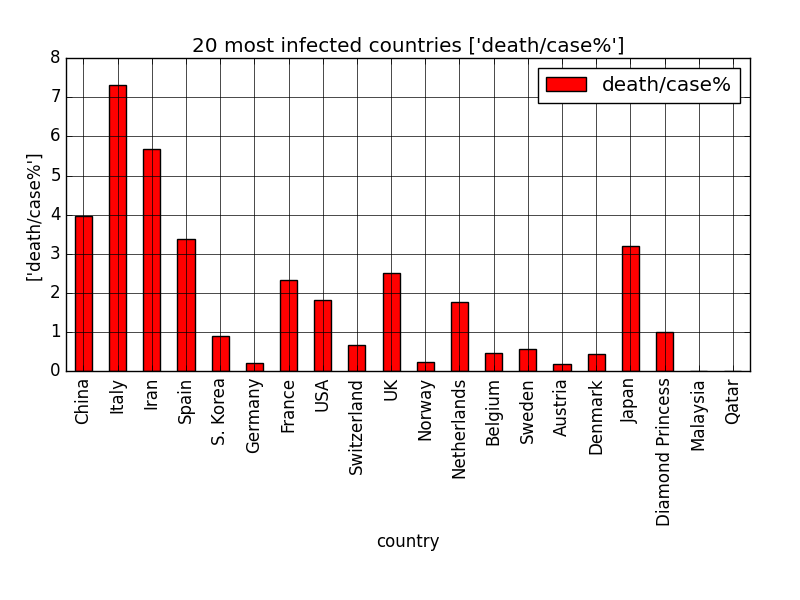 20 most infected countries ['death/case%']
death/case%
['death/case%']
8
7
6
5
4
3
2
1
0
China
Italy
Iran
Spain
S. Korea
Germany
France
USA
Switzerland
UK
Norway
Netherlands
Belgium
Sweden
Austria
Denmark
Japan
Diamond Princess
Malaysia
Qatar
country